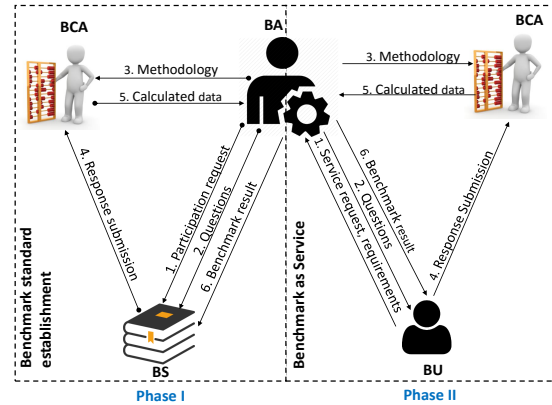 BCA
BA
BCA
3. Methodology
5. Calculated data
3. Methodology
5. Calculated data
4. Response submission
1. Participation request
2. Questions
6. Benchmark result
6. Benchmark result
2. Questions
1. Service request, requirements
4. Response Submission
Benchmark standard
establishment
Benchmark as Service
BS
BU
Phase I
Phase II